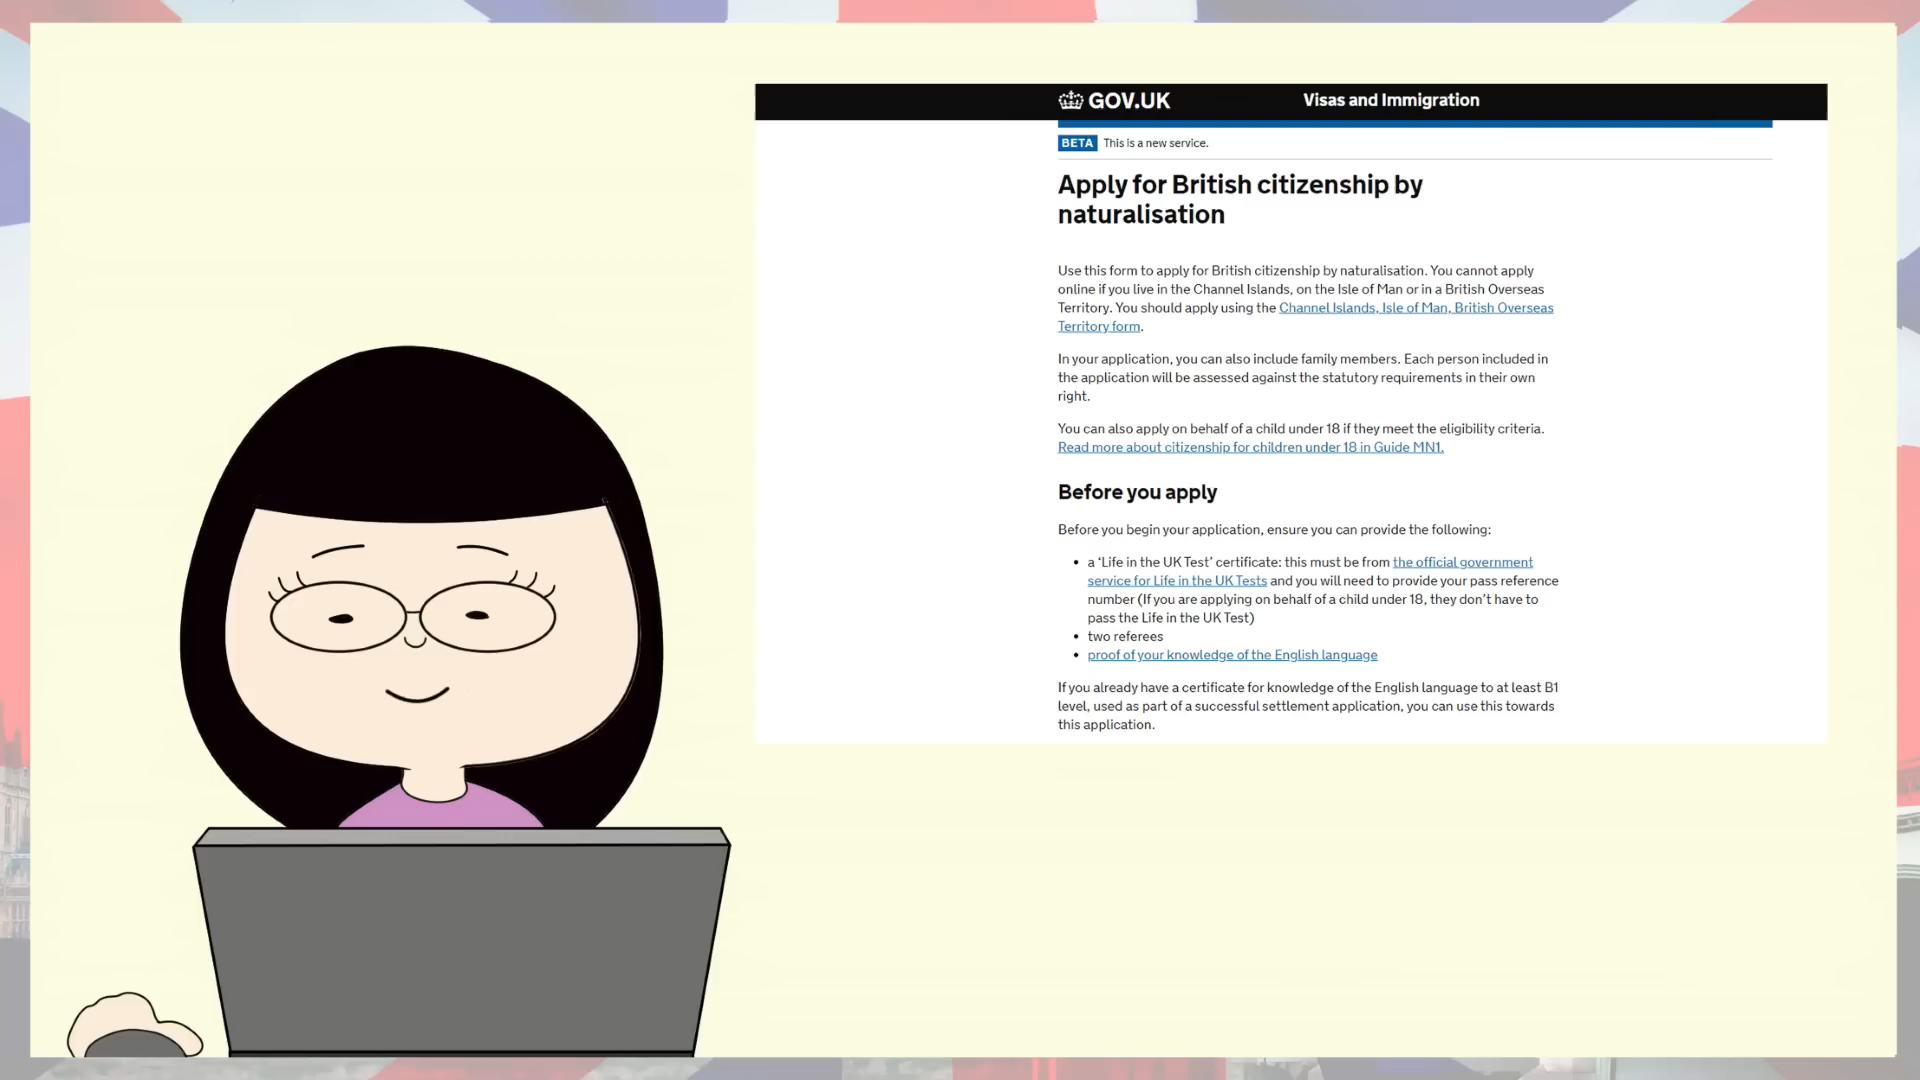 GOV.UK
Visas and Immigration
BETA This is a new service.
Apply for British citizenship by
naturalisation
Use this form to apply for British citizenship by naturalisation. You cannot apply
online if you live in the Channel Islands, on the Isle of Man or in a British Overseas
Territory. You should apply using the Channel Islands, Isle of Man, British Overseas
Territory form.
In your application, you can also include family members. Each person included in
the application will be assessed against the statutory requirements in their own
right.
You can also apply on behalf of a child under 18 if they meet the eligibility criteria.
Read more about citizenship for children under 18 in Guide MN1.
Before you apply
Before you begin your application, ensure you can provide the following:
• a ‘Life in the UK Test’ certificate: this must be from the official government
service for Life in the UK Tests and you will need to provide your pass reference
number (If you are applying on behalf of a child under 18, they don’t have to
pass the Life in the UK Test)
• two referees
• proof of your knowledge of the English language
If you already have a certificate for knowledge of the English language to at least B1
level, used as part of a successful settlement application, you can use this towards
this application.